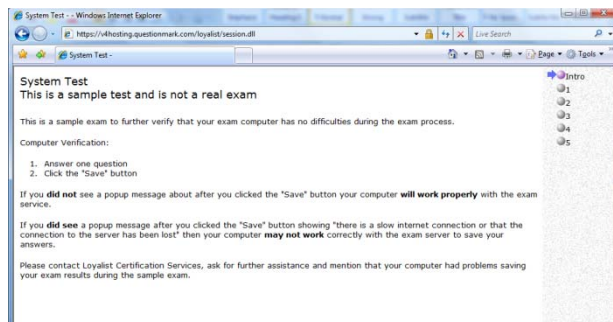 System Test - - Windows Internet Explorer
https://v4hosting.questionmark.com/loyalist/session.dll
Live Search
System Test -
Page
Tools
System Test
This is a sample test and is not a real exam
This is a sample exam to further verify that your exam computer has no difficulties during the exam process.
Computer Verification:
1. Answer one question
2. Click the "Save" button
If you did not see a popup message about after you clicked the "Save" button your computer will work properly with the exam
service.
If you did see a popup message after you clicked the "Save" button showing "there is a slow internet connection or that the
connection to the server has been lost" then your computer may not work correctly with the exam server to save your
answers.
Please contact Loyalist Certification Services, ask for further assistance and mention that your computer had problems saving
your exam results during the sample exam.
Intro
1
2
3
4
5